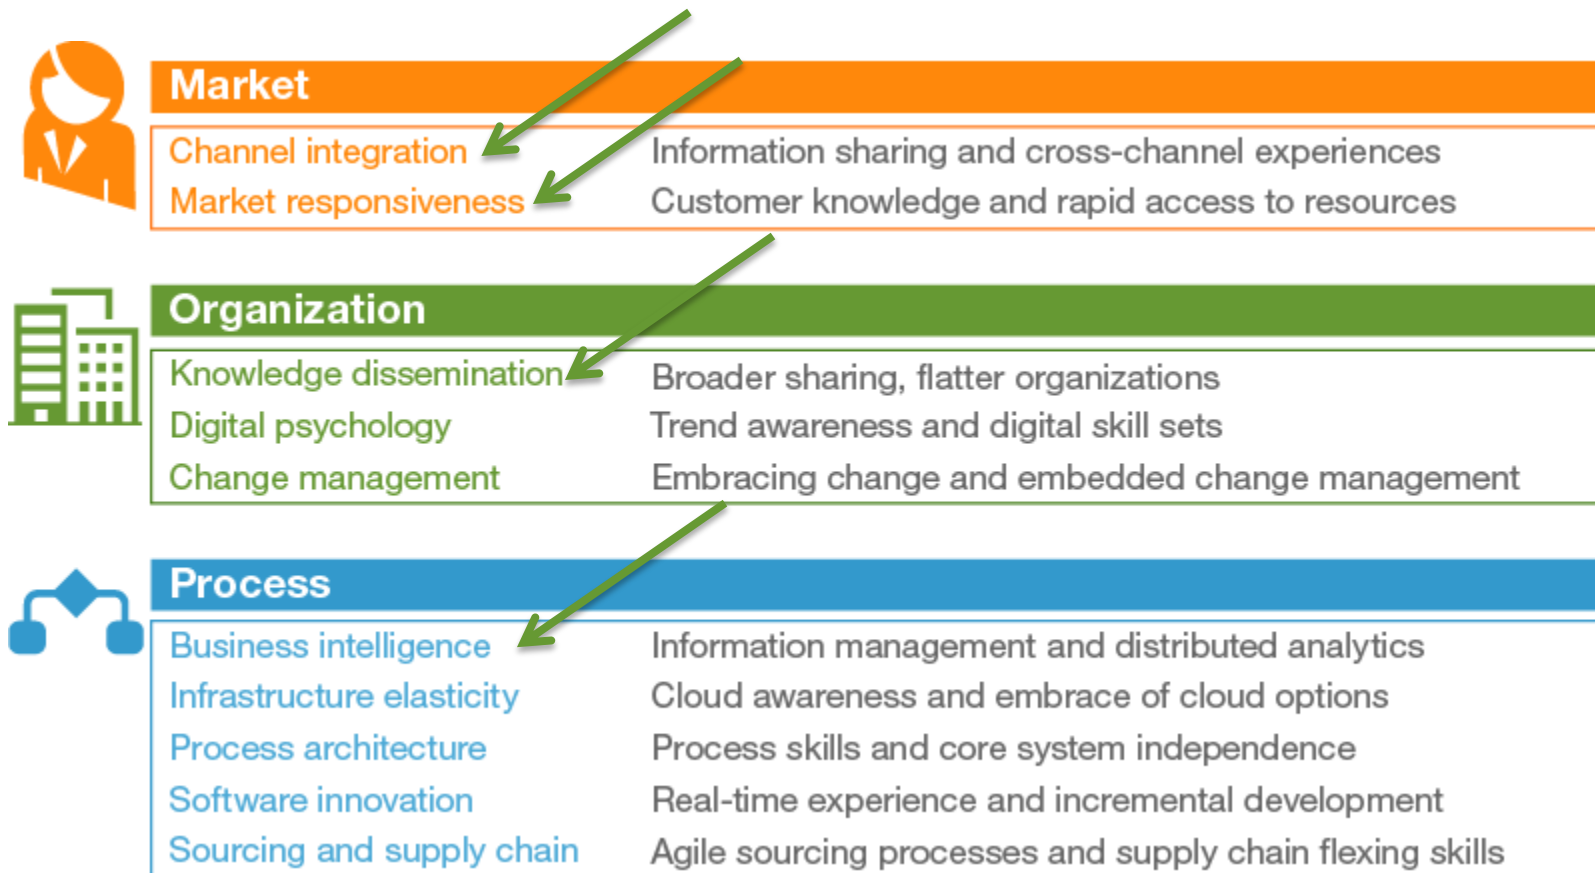 Market
Channel integration Information sharing and cross-channel experiences
Market responsiveness Customer knowledge and rapid access to resources
Organization
Knowledge dissemination Broader sharing, flatter organizations
Digital psychology Trend awareness and digital skill sets
Change management Embracing change and embedded change management
Process
Business intelligence Information management and distributed analytics
Infrastructure elasticity Cloud awareness and embrace of cloud options
Process architecture Process skills and core system independence
Software innovation Real-time experience and incremental development
Sourcing and supply chain Agile sourcing processes and supply chain flexing skills